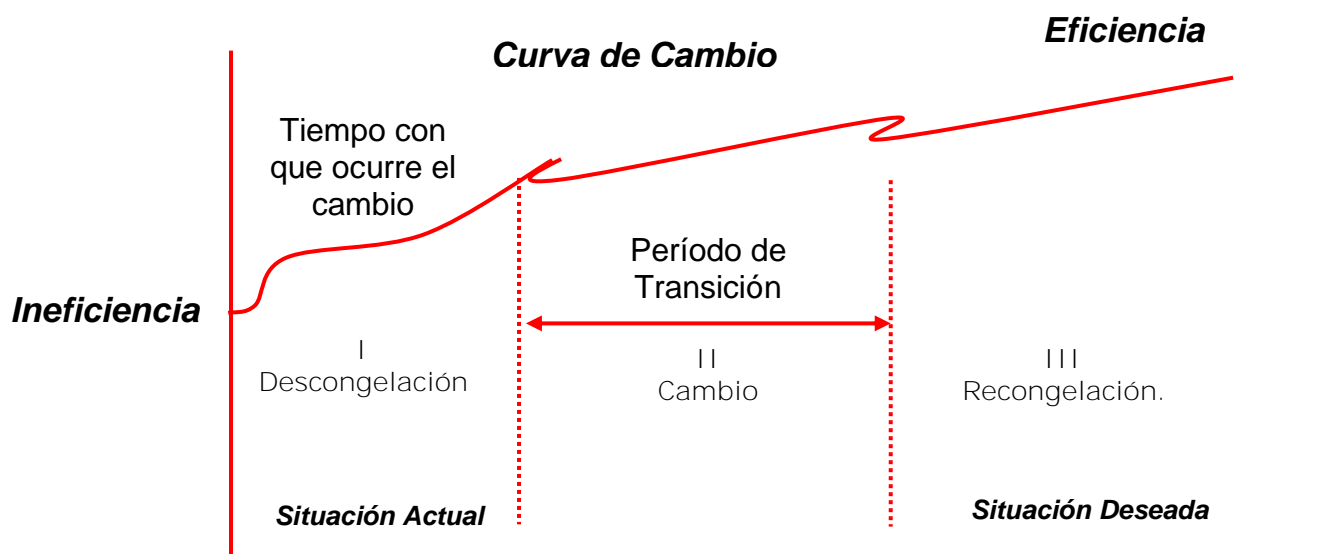 Eficiencia
Curva de Cambio
Tiempo con
que ocurre el
cambio
Período de
Transición
Ineficiencia
I
Descongelación
II
Cambio
III
Recongelación.
Situación Actual
Situación Deseada